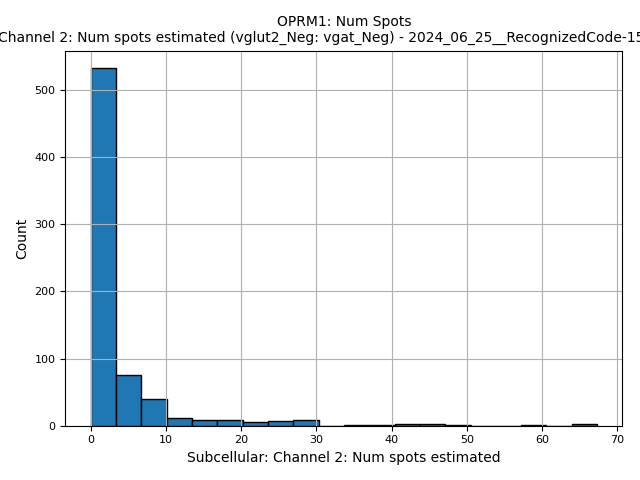 OPRM1: Num Spots
Channel 2: Num spots estimated (vglut2_Neg: vgat_Neg) - 2024_06_25__RecognizedCode-15
500
400
300
200
100
0
Count
0 10 20 30 40 50 60 70
Subcellular: Channel 2: Num spots estimated